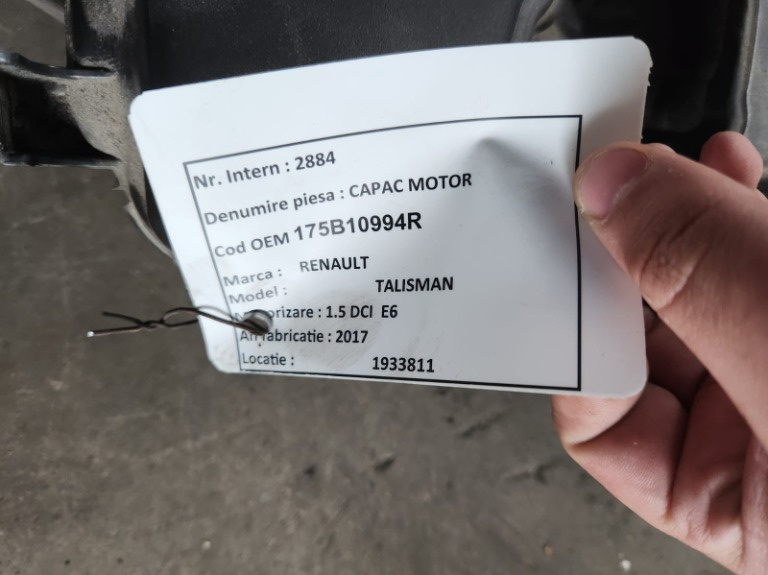 Nr. Intern : 2884
Denumire piesa : CAPAC MOTOR
Cod OEM 175B10994R
Marca : RENAULT
Model : TALISMAN
: 1.5 DCI E6
fabricatie : 2017
Locatie : 1933811